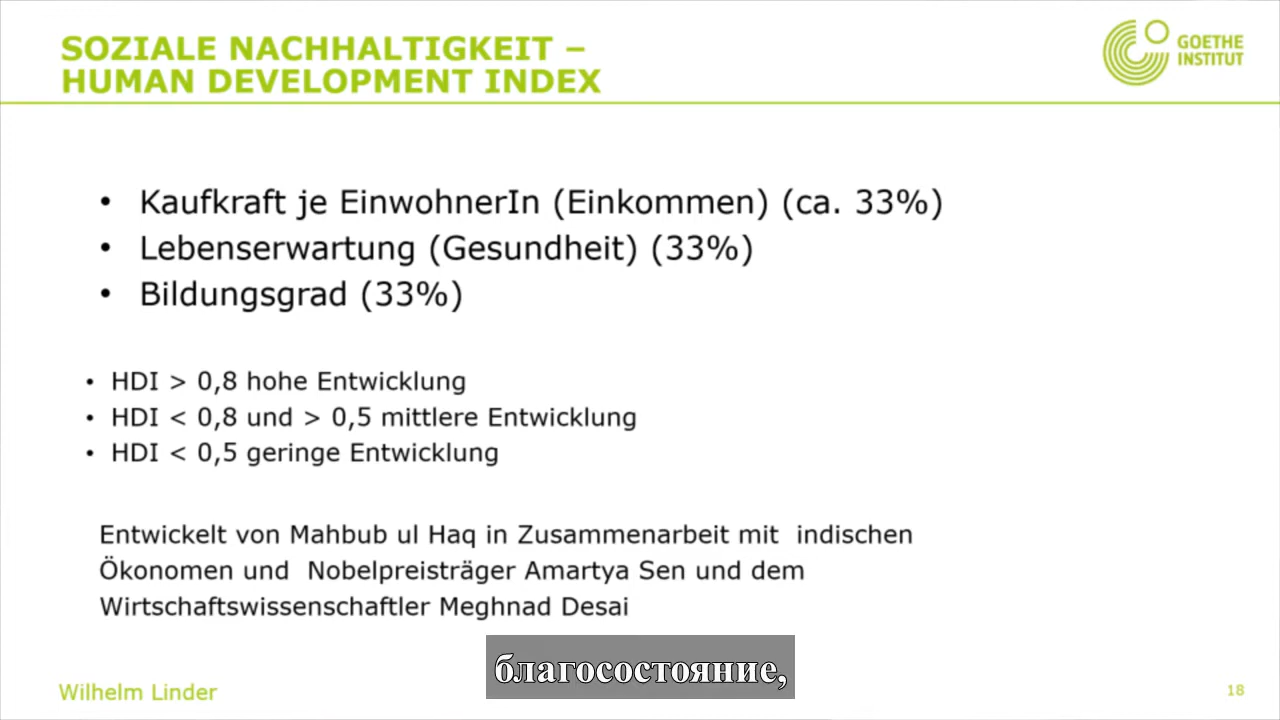 SOZIALE NACHHALTIGKEIT –
HUMAN DEVELOPMENT INDEX
GOETHE
INSTITUT
• Kaufkraft je EinwohnerIn (Einkommen) (ca. 33%)
• Lebenserwartung (Gesundheit) (33%)
• Bildungsgrad (33%)
• HDI > 0,8 hohe Entwicklung
• HDI < 0,8 und > 0,5 mittlere Entwicklung
• HDI < 0,5 geringe Entwicklung
Entwickelt von Mahbub ul Haq in Zusammenarbeit mit indischen
Ökonomen und Nobelpreisträger Amartya Sen und dem
Wirtschaftswissenschaftler Meghnad Desai
благосостояние,
Wilhelm Linder
18